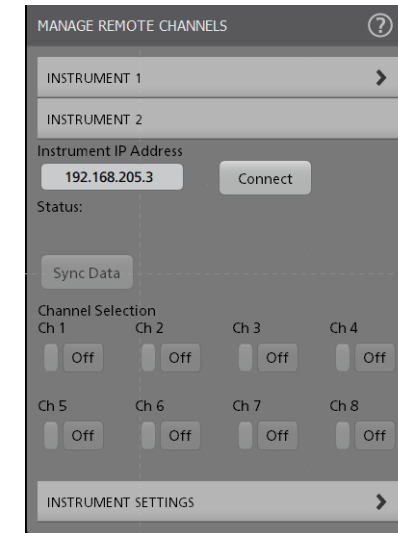 MANAGE REMOTE CHANNELS ?
INSTRUMENT 1
INSTRUMENT 2
Instrument IP Address
192.168.205.3 Connect
Status:
Sync Data
Channel Selection
Ch 1 Ch 2 Ch 3 Ch 4
Off Off Off Off
Ch 5 Ch 6 Ch 7 Ch 8
Off Off Off Off
INSTRUMENT SETTINGS